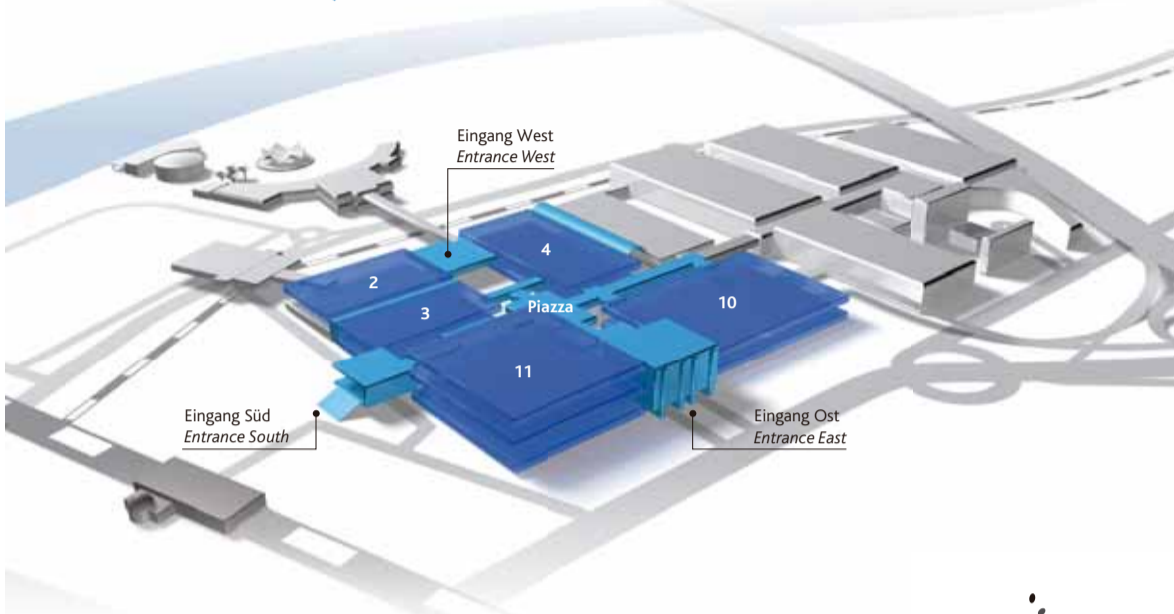 Eingang West
Entrance West
4
2
10
Piazza
3
11
Eingang Süd
Entrance South
Eingang Ost
Entrance East